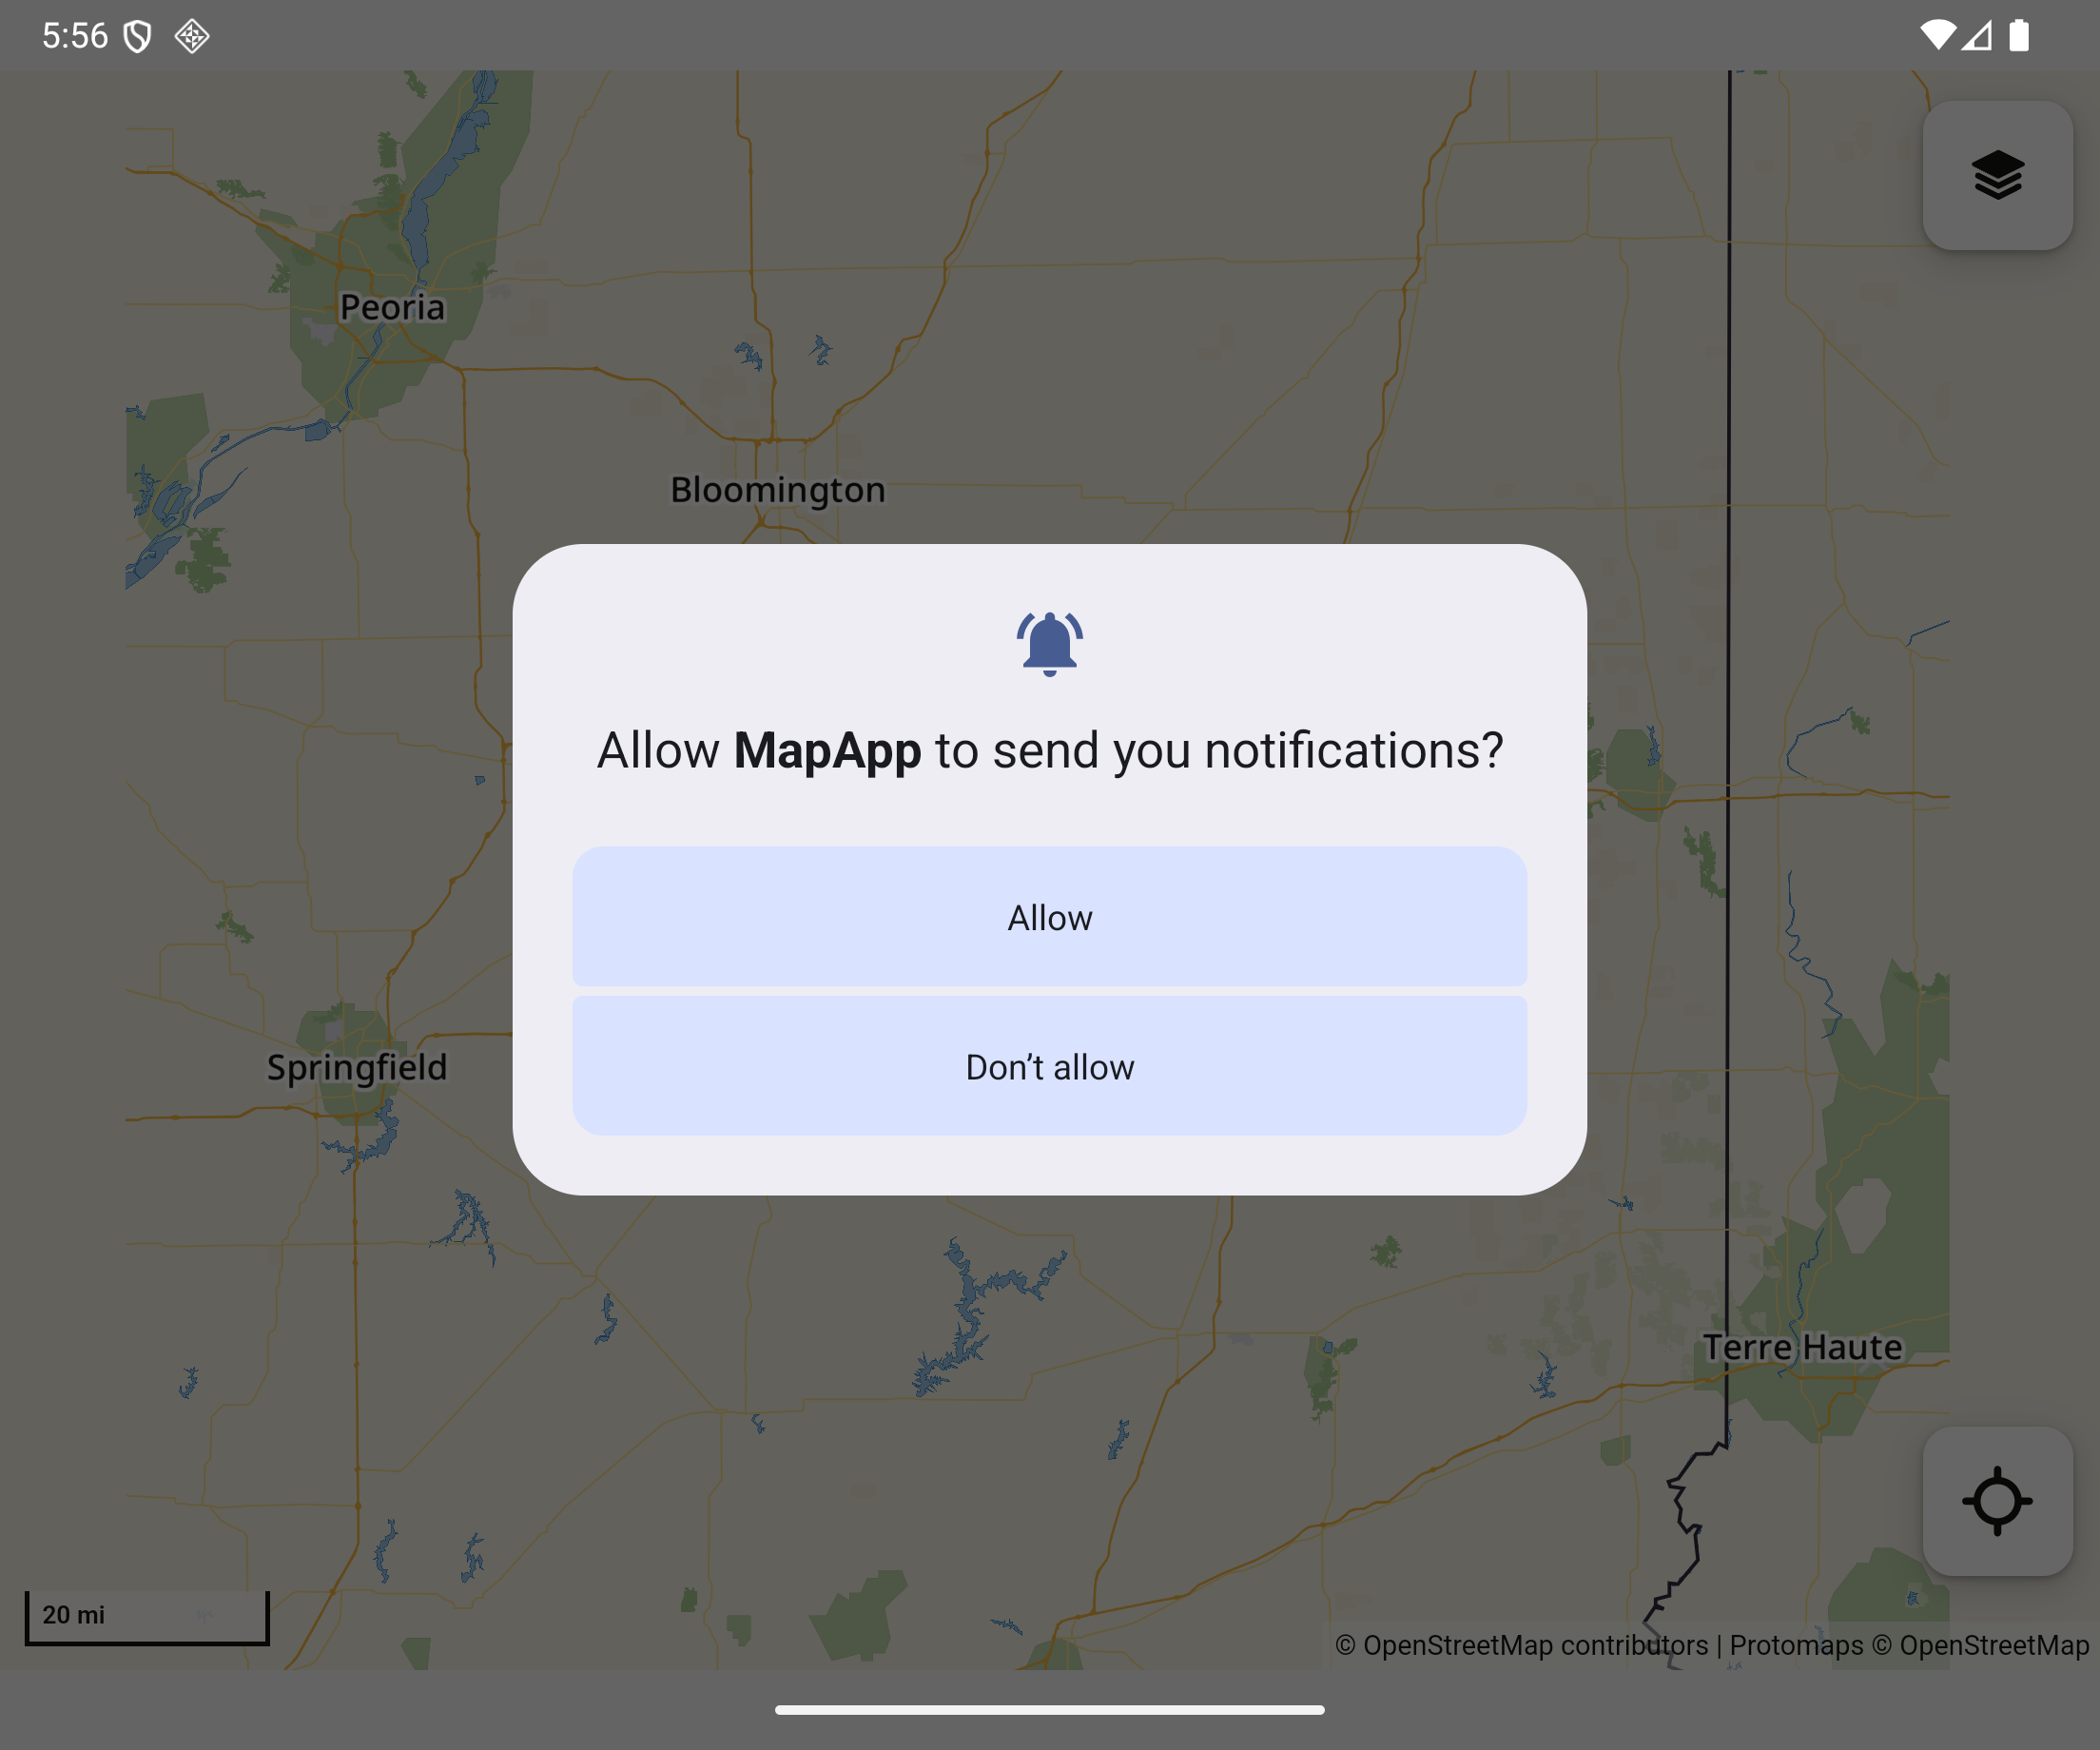 5:56
Peoria
Bloomington
Allow MapApp to send you notifications?
Allow
Don’t allow
Springfield
Terre Haute
20 mi
© OpenStreetMap contributors | Protomaps © OpenStreetMap